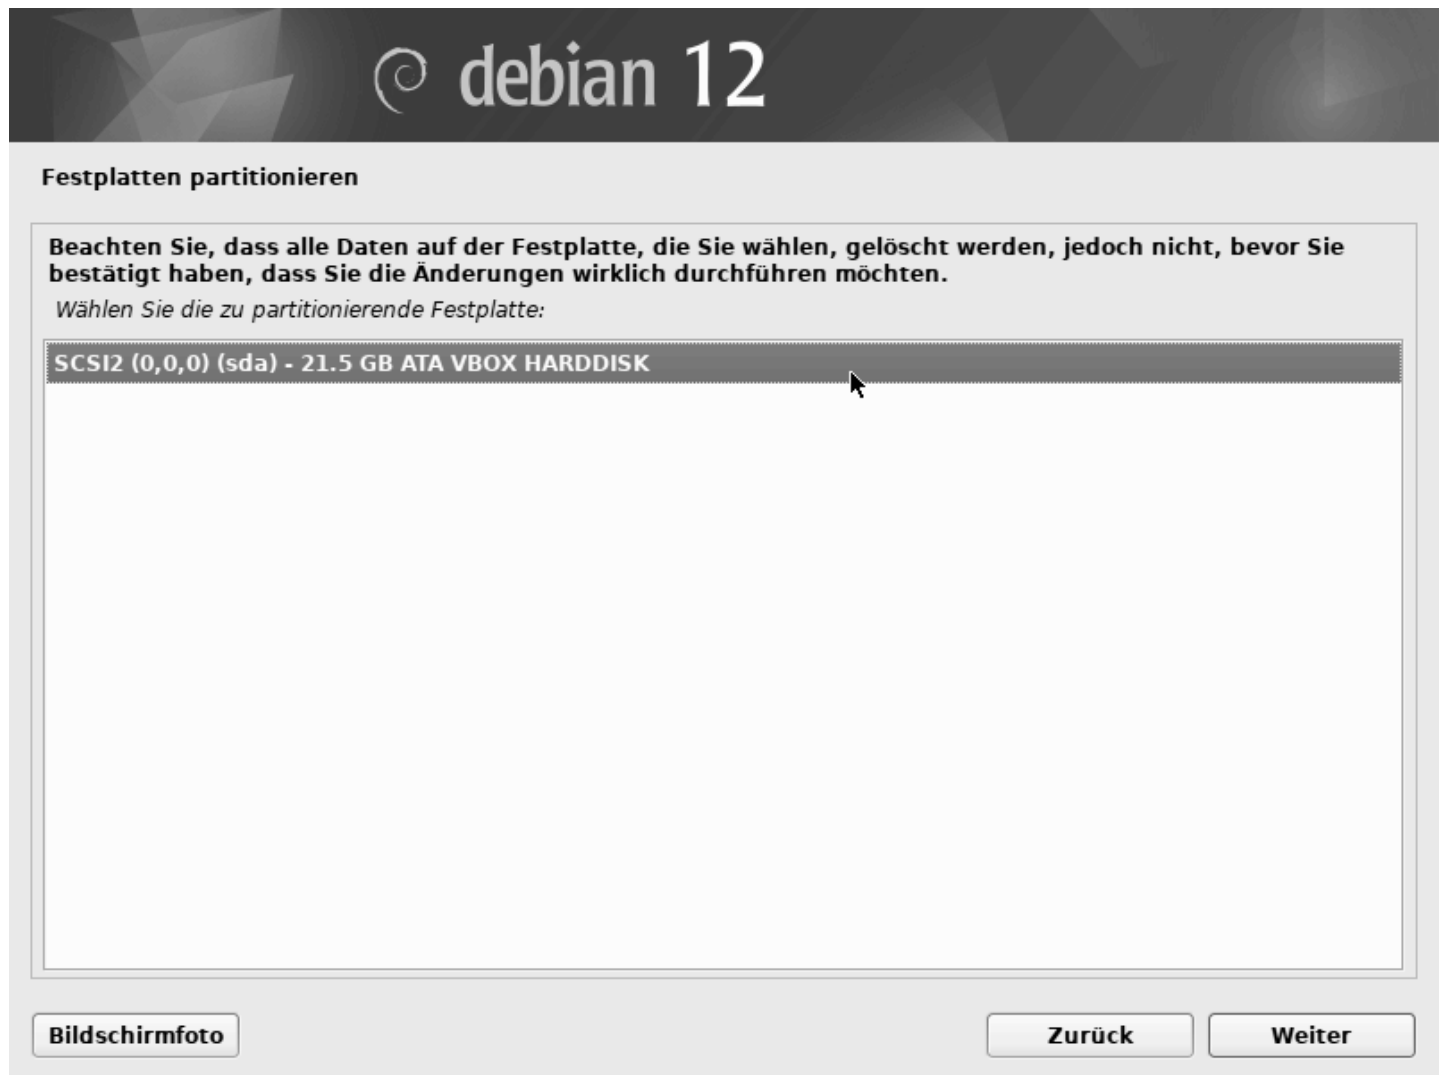 debian 12
Festplatten partitionieren
Beachten Sie, dass alle Daten auf der Festplatte, die Sie wählen, gelöscht werden, jedoch nicht, bevor Sie
bestätigt haben, dass Sie die Änderungen wirklich durchführen möchten.
Wählen Sie die zu partitionierende Festplatte:
SCSI2 (0,0,0) (sda) - 21.5 GB ATA VBOX HARDDISK
Bildschirmfoto
Zurück
Weiter